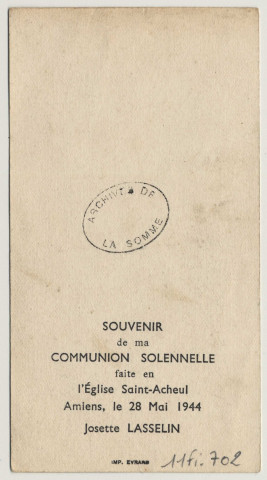 ARCHIVES DE
LA SOMME
SOUVENIR
de ma
COMMUNION SOLENNELLE
faite en
l'Église Saint-Acheul
Amiens, le 28 Mai 1944
Josette LASSELIN
IMP. EYRARD
11fi.702